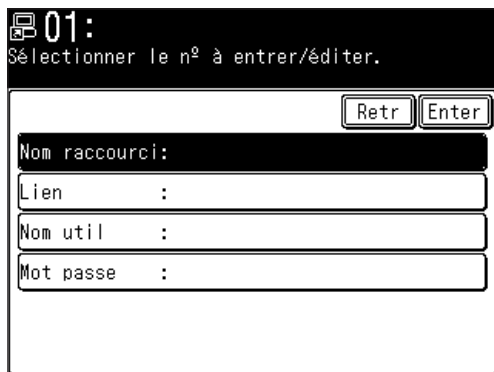 01:
Sélectionner le nº à entrer/éditer.
Retr Enter
Nom raccourci:
Lien :
Nom util :
Mot passe :